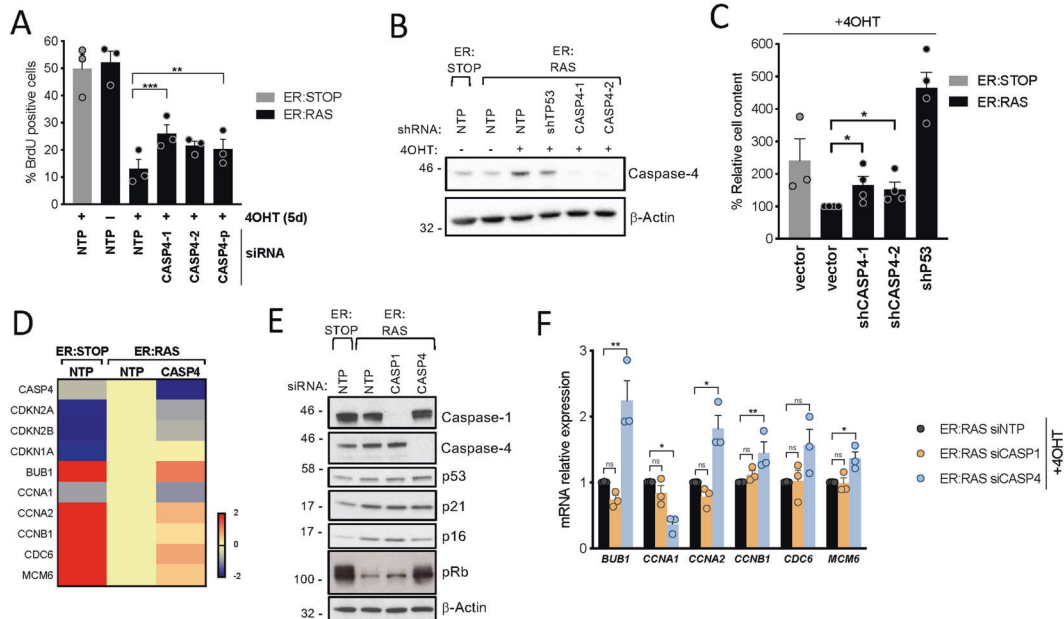 A
% BrdU positive cells
60
50
40
30
20
10
0
***
**
ER:STOP
ER:RAS
+ – + + + + 4OHT (5d)
NTP NTP NTP CASP4-1 CASP4-2 CASP4-p siRNA
B
ER: STOP
ER: RAS
shRNA: NTP NTP NTP shTP53 CASP4-1 CASP4-2
4OHT: - - + + + +
46 - Caspase-4
32 - β-Actin
C
+4OHT
% Relative cell content
600
500
400
300
200
100
0
*
*
ER:STOP
ER:RAS
vector vector shCASP4-1 shCASP4-2 shP53
D
ER:STOP ER:RAS
NTP NTP CASP4
CASP4
CDKN2A
CDKN2B
CDKN1A
BUB1
CCNA1
CCNA2
CCNB1
CDC6
MCM6
2
0
-2
E
ER: STOP
ER: RAS
siRNA: NTP NTP CASP1 CASP4
46 - Caspase-1
46 - Caspase-4
58 - p53
17 - p21
17 - p16
100 - pRb
32 - β-Actin
F
mRNA relative expression
3
2
1
0
** * * ** ns *
ns ns ns ns ns ns
BUB1 CCNA1 CCNA2 CCNB1 CDC6 MCM6
ER:RAS siNTP
ER:RAS siCASP1
ER:RAS siCASP4
+4OHT